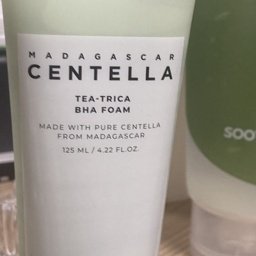 MADAGASCAR
CENTELLA
TEA-TRICA
BHA FOAM
MADE WITH PURE CENTELLA
FROM MADAGASCAR
125 ML / 4.22 FL.OZ.